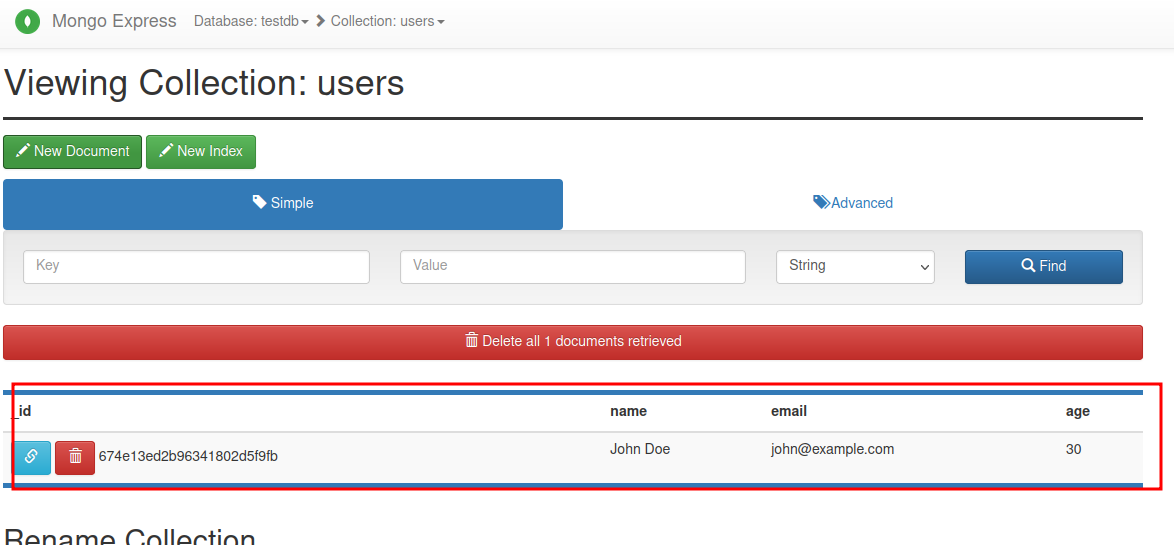 Mongo Express Database: testdb Collection: users
Viewing Collection: users
New Document New Index
Simple Advanced
Key Value String Find
Delete all 1 documents retrieved
_id name email age
674e13ed2b96341802d5f9fb John Doe john@example.com 30
Rename Collection